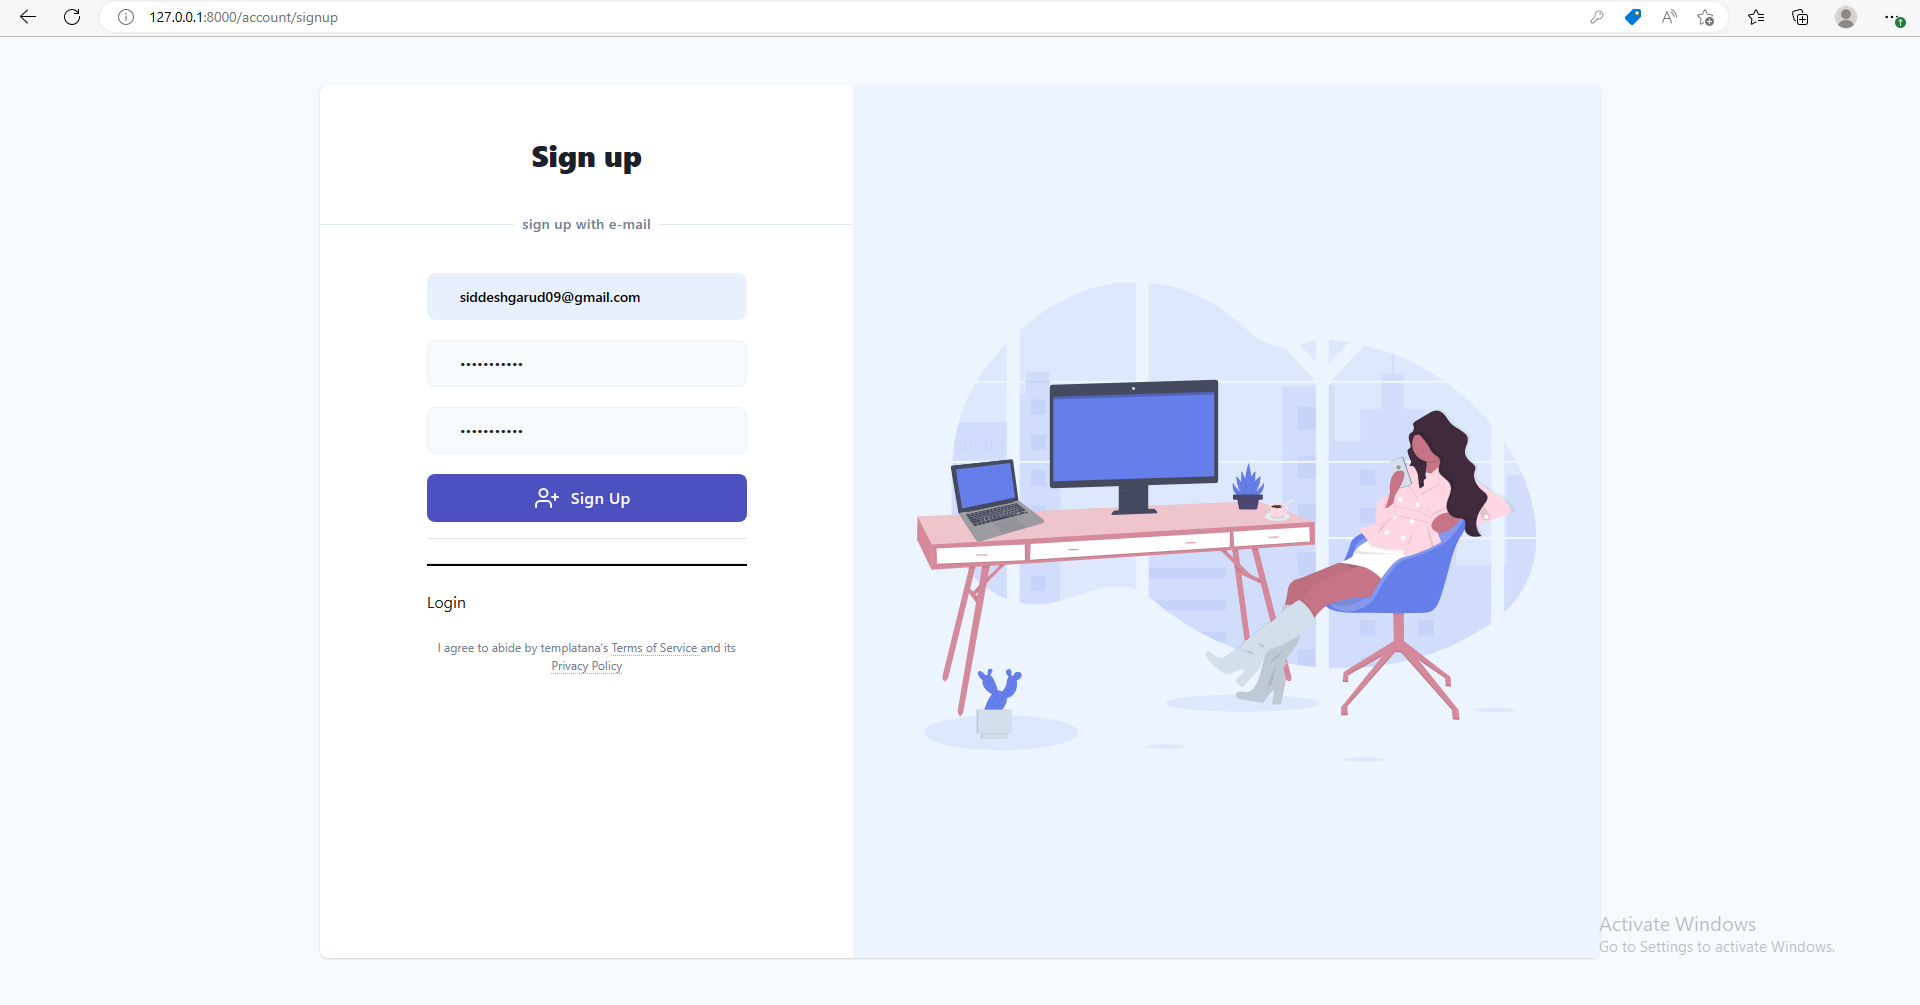 127.0.0.1:8000/account/signup
Sign up
sign up with e-mail
siddeshgarud09@gmail.com
•••••••••••
•••••••••••
Sign Up
Login
I agree to abide by templatana's Terms of Service and its
Privacy Policy
Activate Windows
Go to Settings to activate Windows.